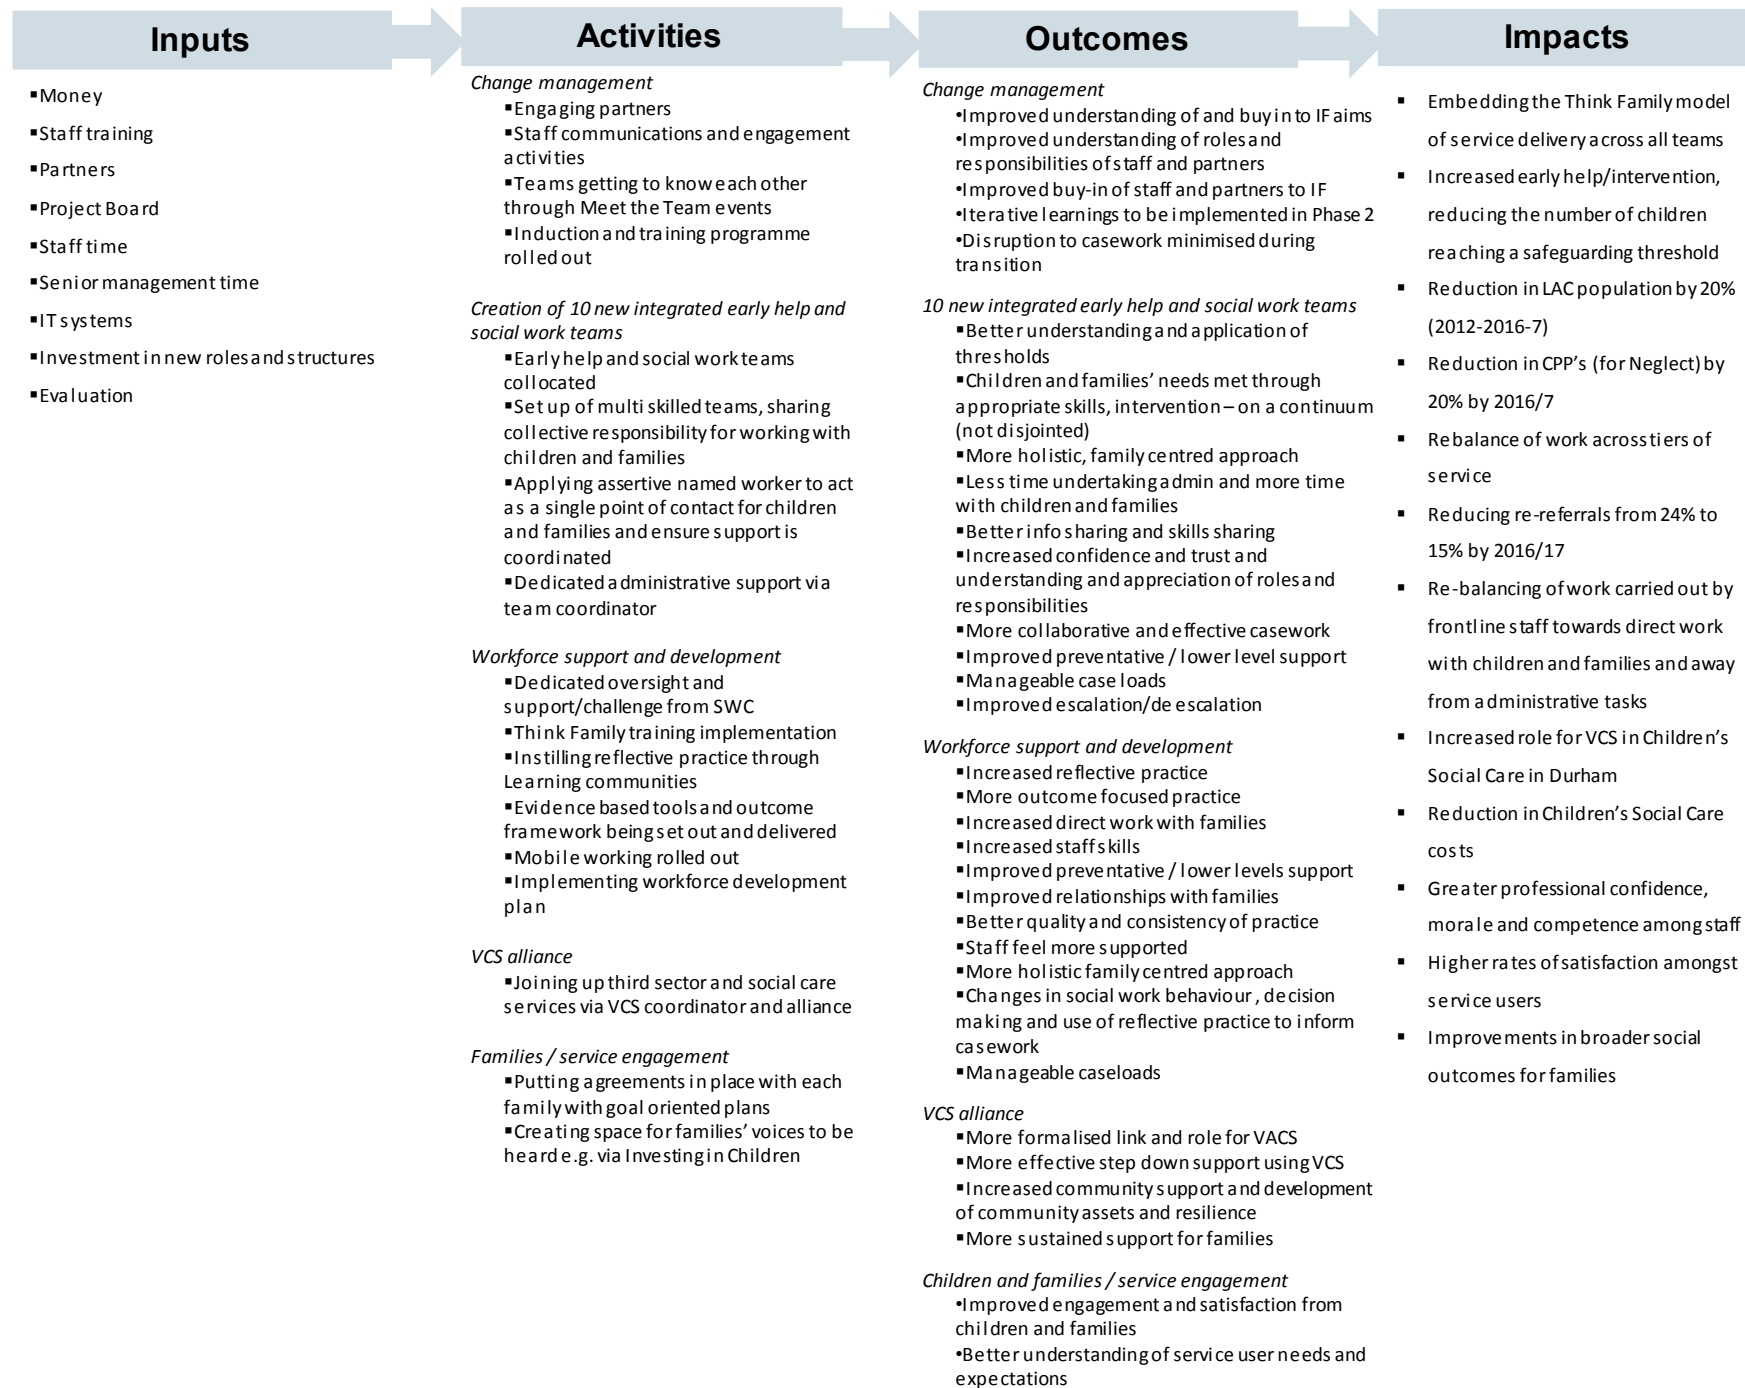 Inputs
▪Money
▪Staff training
▪Partners
▪Project Board
▪Staff time
▪Senior management time
▪IT systems
▪Investment in new roles and structures
▪Evaluation
Activities
Change management
▪Engaging partners
▪Staff communications and engagement
activities
▪Teams getting to know each other
through Meet the Team events
▪Induction and training programme
rolled out
Creation of 10 new integrated early help and
social work teams
▪Early help and social work teams
collocated
▪Set up of multi skilled teams, sharing
collective responsibility for working with
children and families
▪Applying assertive named worker to act
as a single point of contact for children
and families and ensure support is
coordinated
▪Dedicated administrative support via
team coordinator
Workforce support and development
▪Dedicated oversight and
support/challenge from SWC
▪Think Family training implementation
▪Instilling reflective practice through
Learning communities
▪Evidence based tools and outcome
framework being set out and delivered
▪Mobile working rolled out
▪Implementing workforce development
plan
VCS alliance
▪Joining up third sector and social care
services via VCS coordinator and alliance
Families / service engagement
▪Putting agreements in place with each
family with goal oriented plans
▪Creating space for families’ voices to be
heard e.g. via Investing in Children
Outcomes
Change management
•Improved understanding of and buy in to IF aims
•Improved understanding of roles and
responsibilities of staff and partners
•Improved buy-in of staff and partners to IF
•Iterative learnings to be implemented in Phase 2
•Disruption to casework minimised during
transition
10 new integrated early help and social work teams
▪Better understanding and application of
thresholds
▪Children and families’ needs met through
appropriate skills, intervention – on a continuum
(not disjointed)
▪More holistic, family centred approach
▪Less time undertaking admin and more time
with children and families
▪Better info sharing and skills sharing
▪Increased confidence and trust and
understanding and appreciation of roles and
responsibilities
▪More collaborative and effective casework
▪Improved preventative / lower level support
▪Manageable case loads
▪Improved escalation/de escalation
Workforce support and development
▪Increased reflective practice
▪More outcome focused practice
▪Increased direct work with families
▪Increased staff skills
▪Improved preventative / lower levels support
▪Improved relationships with families
▪Better quality and consistency of practice
▪Staff feel more supported
▪More holistic family centred approach
▪Changes in social work behaviour , decision
making and use of reflective practice to inform
casework
▪Manageable caseloads
VCS alliance
▪More formalised link and role for VACS
▪More effective step down support using VCS
▪Increased community support and development
of community assets and resilience
▪More sustained support for families
Children and families / service engagement
•Improved engagement and satisfaction from
children and families
•Better understanding of service user needs and
expectations
Impacts
▪ Embedding the Think Family model
of service delivery across all teams
▪ Increased early help/intervention,
reducing the number of children
reaching a safeguarding threshold
▪ Reduction in LAC population by 20%
(2012-2016-7)
▪ Reduction in CPP’s (for Neglect) by
20% by 2016/7
▪ Rebalance of work across tiers of
service
▪ Reducing re-referrals from 24% to
15% by 2016/17
▪ Re-balancing of work carried out by
frontline staff towards direct work
with children and families and away
from administrative tasks
▪ Increased role for VCS in Children’s
Social Care in Durham
▪ Reduction in Children’s Social Care
costs
▪ Greater professional confidence,
morale and competence among staff
▪ Higher rates of satisfaction amongst
service users
▪ Improvements in broader social
outcomes for families